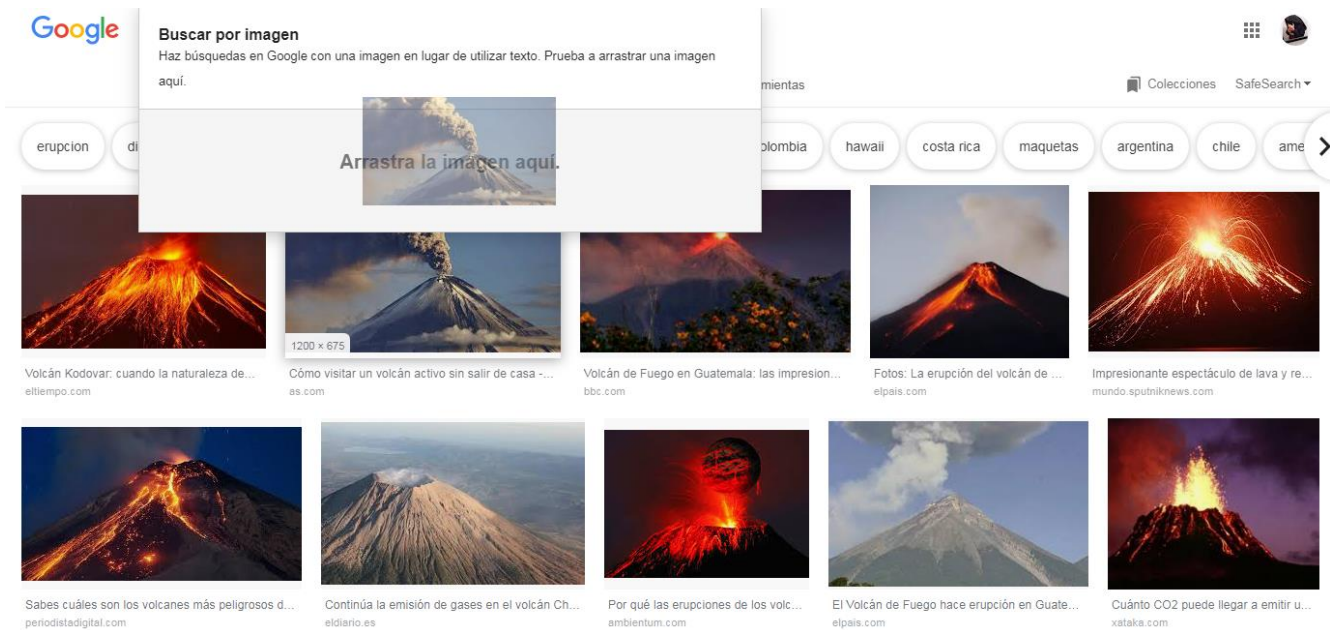 Google
Buscar por imagen
Haz búsquedas en Google con una imagen en lugar de utilizar texto. Prueba a arrastrar una imagen
aquí.
mientas
Colecciones SafeSearch
Arrastra la imagen aquí.
erupcion di olombia hawaii costa rica maquetas argentina chile ame
1200 × 675
Volcán Kodovar: cuando la naturaleza de... Cómo visitar un volcán activo sin salir de casa -... Volcán de Fuego en Guatemala: las impresion... Fotos: La erupción del volcán de ... Impresionante espectáculo de lava y re...
eltiempo.com as.com bbc.com elpais.com mundo.sputniknews.com
Sabes cuáles son los volcanes más peligrosos d... Continúa la emisión de gases en el volcán Ch... Por qué las erupciones de los volc... El Volcán de Fuego hace erupción en Guate... Cuánto CO2 puede llegar a emitir u...
periodistadigital.com eldiario.es ambientum.com elpais.com xataka.com